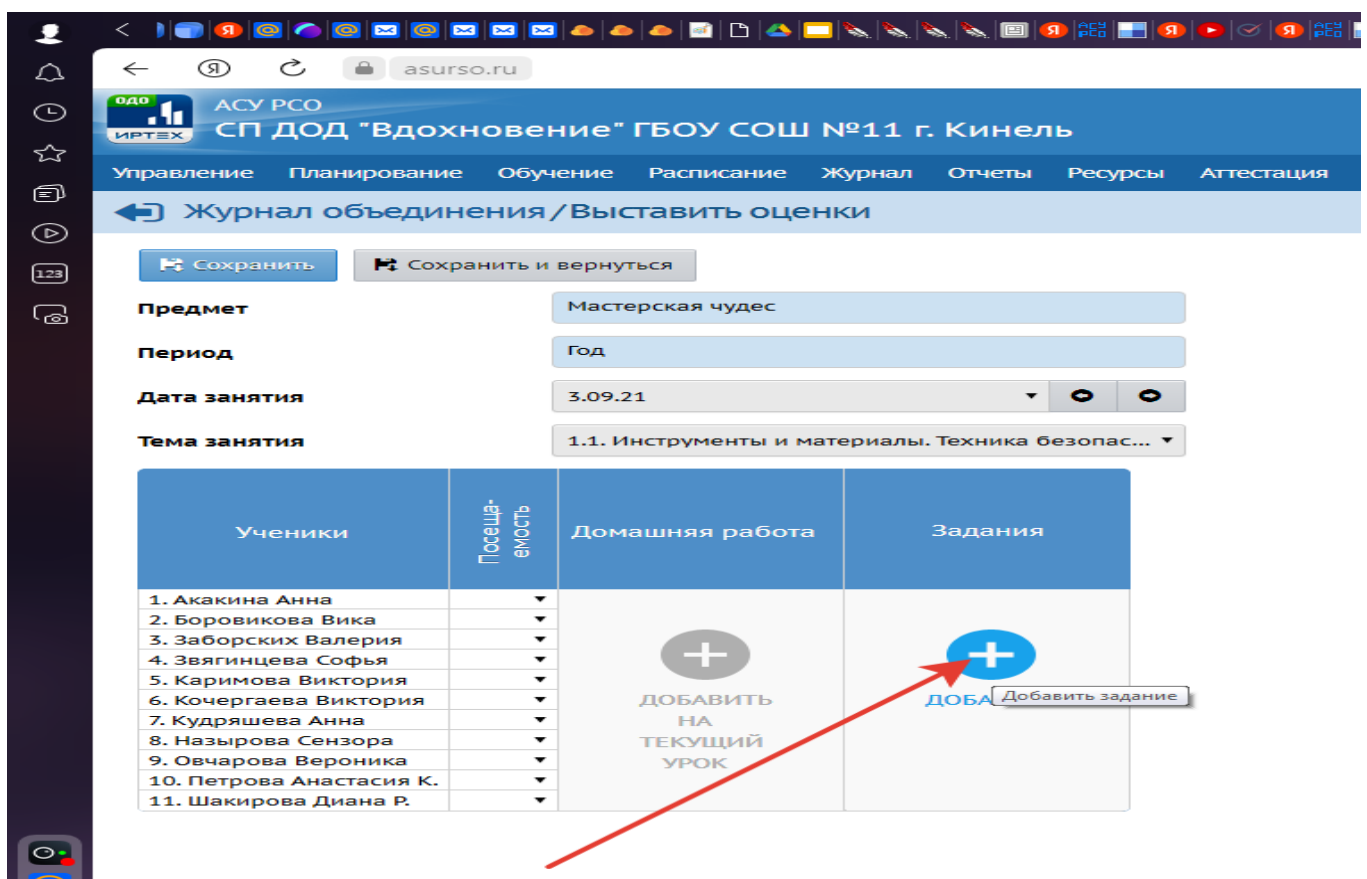 asurso.ru
одо
ИРТЕХ
АСУ РСО
СП ДОД "Вдохновение" ГБОУ СОШ №11 г. Кинель
Управление Планирование Обучение Расписание Журнал Отчеты Ресурсы Аттестация
Журнал объединения/Выставить оценки
Сохранить Сохранить и вернуться
Предмет Мастерская чудес
Период Год
Дата занятия 3.09.21
Тема занятия 1.1. Инструменты и материалы. Техника безопас...
Ученики Посеща-
емость Домашняя работа Задания
1. Акакина Анна
2. Боровикова Вика
3. Заборских Валерия
4. Звягинцева Софья
5. Каримова Виктория
6. Кочергаева Виктория
7. Кудряшева Анна
8. Назырова Сензора
9. Овчарова Вероника
10. Петрова Анастасия К.
11. Шакирова Диана Р.
ДОБАВИТЬ
НА
ТЕКУЩИЙ
УРОК
ДОБА
Добавить задание
123